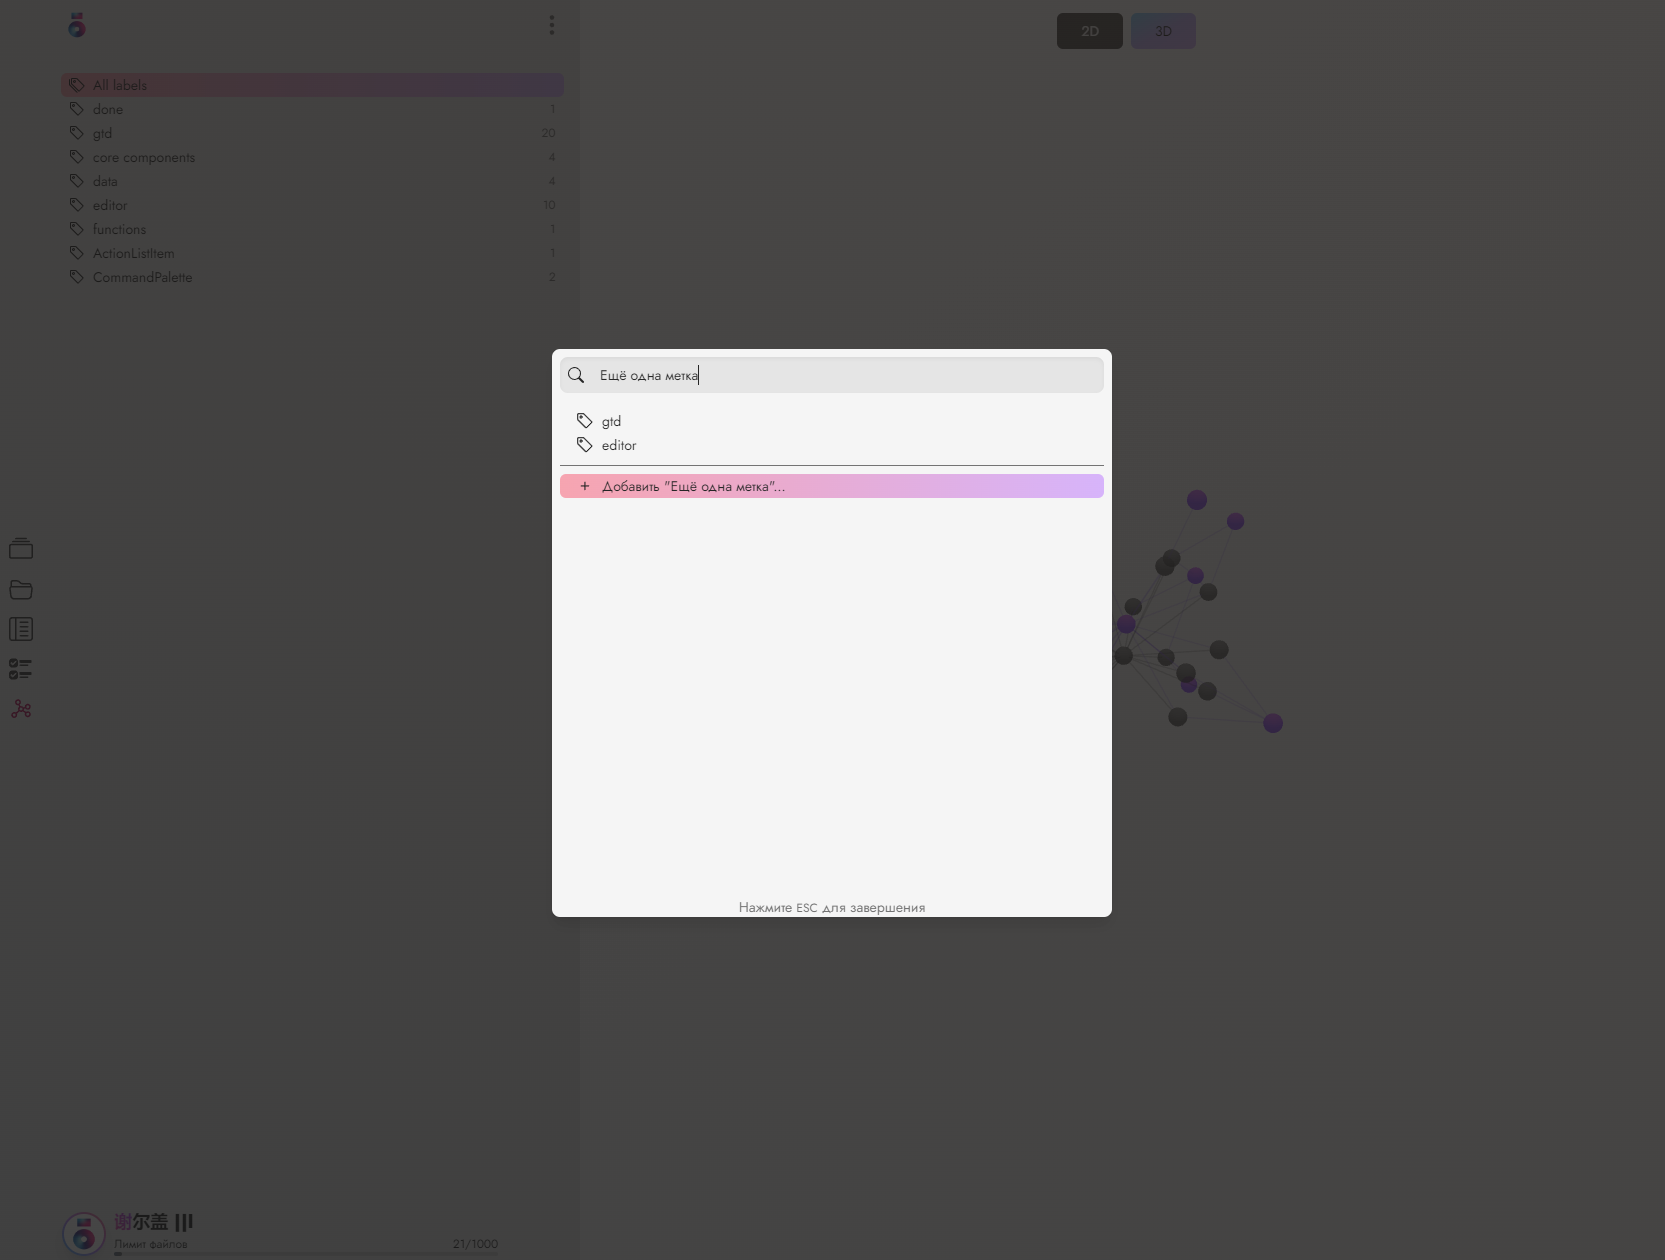 2D
3D
All labels
done 1
gtd 20
core components 4
data 4
editor 10
functions 1
ActionListItem 1
CommandPalette 2
Ещё одна метка
gtd
editor
+ Добавить "Ещё одна метка"...
Нажмите ESC для завершения
谢尔盖 |||
Лимит файлов 21/1000